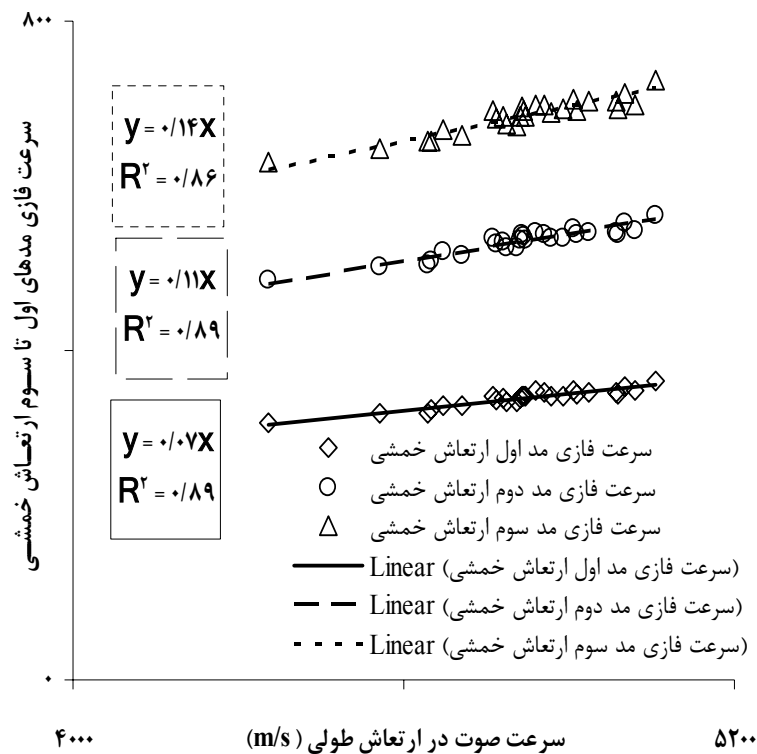 ۸۰۰
سرعت فازی مدهای اول تا سوم ارتعاش خمشی
y = ۰/۱۴x
R² = ۰/۸۶
y = ۰/۱۱x
R² = ۰/۸۹
y = ۰/۰۷x
R² = ۰/۸۹
سرعت فازی مد اول ارتعاش خمشی
سرعت فازی مد دوم ارتعاش خمشی
سرعت فازی مد سوم ارتعاش خمشی
Linear (سرعت فازی مد اول ارتعاش خمشی)
Linear (سرعت فازی مد دوم ارتعاش خمشی)
Linear (سرعت فازی مد سوم ارتعاش خمشی)
۰
۴۰۰۰
سرعت صوت در ارتعاش طولی (m/s)
۵۲۰۰